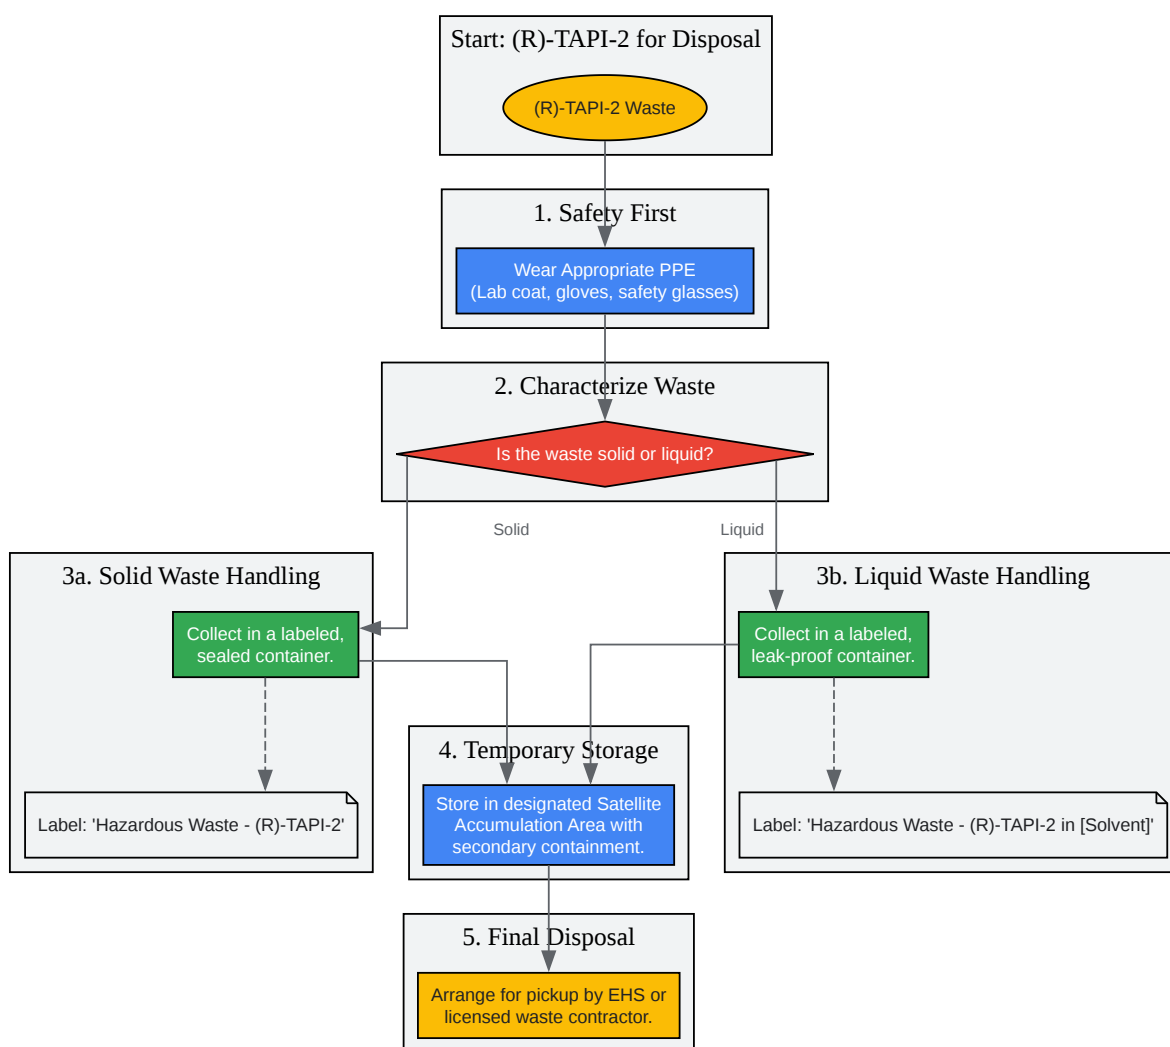 Start: (R)-TAPI-2 for Disposal
(R)-TAPI-2 Waste
1. Safety First
Wear Appropriate PPE
(Lab coat, gloves, safety glasses)
2. Characterize Waste
Is the waste solid or liquid?
Solid
Liquid
3a. Solid Waste Handling
Collect in a labeled,
sealed container.
Label: 'Hazardous Waste - (R)-TAPI-2'
3b. Liquid Waste Handling
Collect in a labeled,
leak-proof container.
Label: 'Hazardous Waste - (R)-TAPI-2 in [Solvent]'
4. Temporary Storage
Store in designated Satellite
Accumulation Area with
secondary containment.
5. Final Disposal
Arrange for pickup by EHS or
licensed waste contractor.